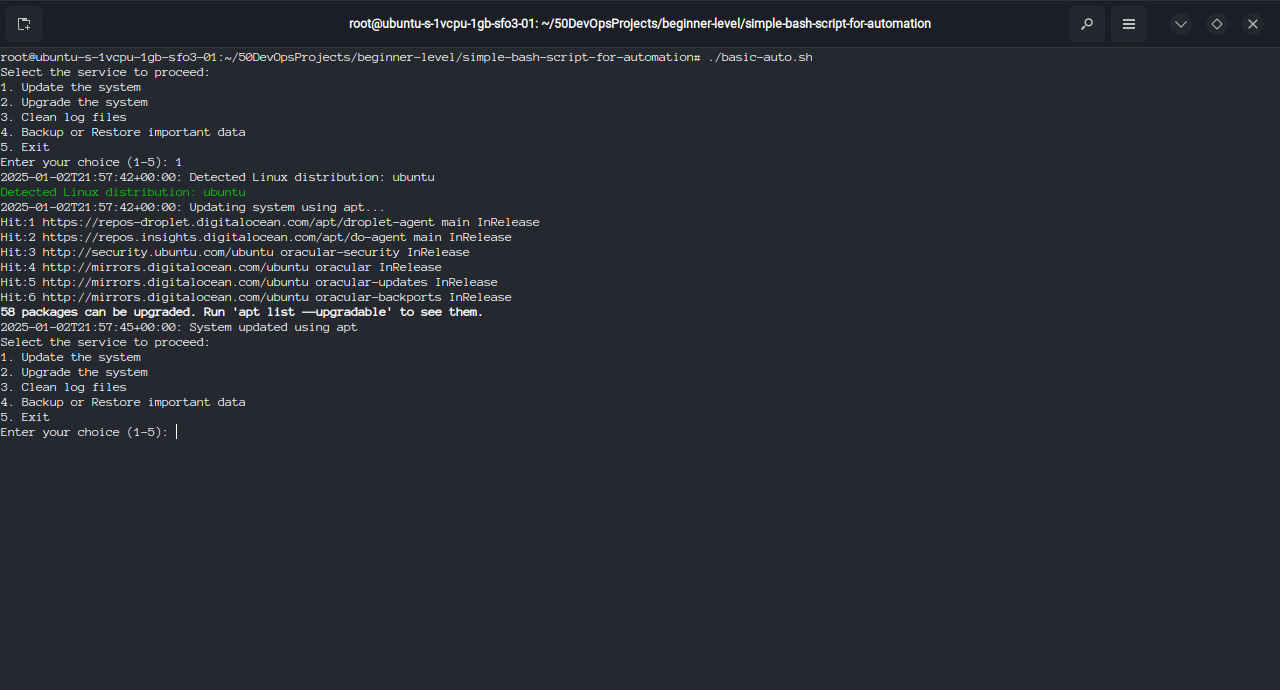 root@ubuntu-s-1vcpu-1gb-sfo3-01: ~/50DevOpsProjects/beginner-level/simple-bash-script-for-automation
root@ubuntu-s-1vcpu-1gb-sfo3-01:~/50DevOpsProjects/beginner-level/simple-bash-script-for-automation# ./basic-auto.sh
Select the service to proceed:
1. Update the system
2. Upgrade the system
3. Clean log files
4. Backup or Restore important data
5. Exit
Enter your choice (1-5): 1
2025-01-02T21:57:42+00:00: Detected Linux distribution: ubuntu
Detected Linux distribution: ubuntu
2025-01-02T21:57:42+00:00: Updating system using apt...
Hit:1 https://repos-droplet.digitalocean.com/apt/droplet-agent main InRelease
Hit:2 https://repos.insights.digitalocean.com/apt/do-agent main InRelease
Hit:3 http://security.ubuntu.com/ubuntu oracular-security InRelease
Hit:4 http://mirrors.digitalocean.com/ubuntu oracular InRelease
Hit:5 http://mirrors.digitalocean.com/ubuntu oracular-updates InRelease
Hit:6 http://mirrors.digitalocean.com/ubuntu oracular-backports InRelease
58 packages can be upgraded. Run 'apt list --upgradable' to see them.
2025-01-02T21:57:45+00:00: System updated using apt
Select the service to proceed:
1. Update the system
2. Upgrade the system
3. Clean log files
4. Backup or Restore important data
5. Exit
Enter your choice (1-5):